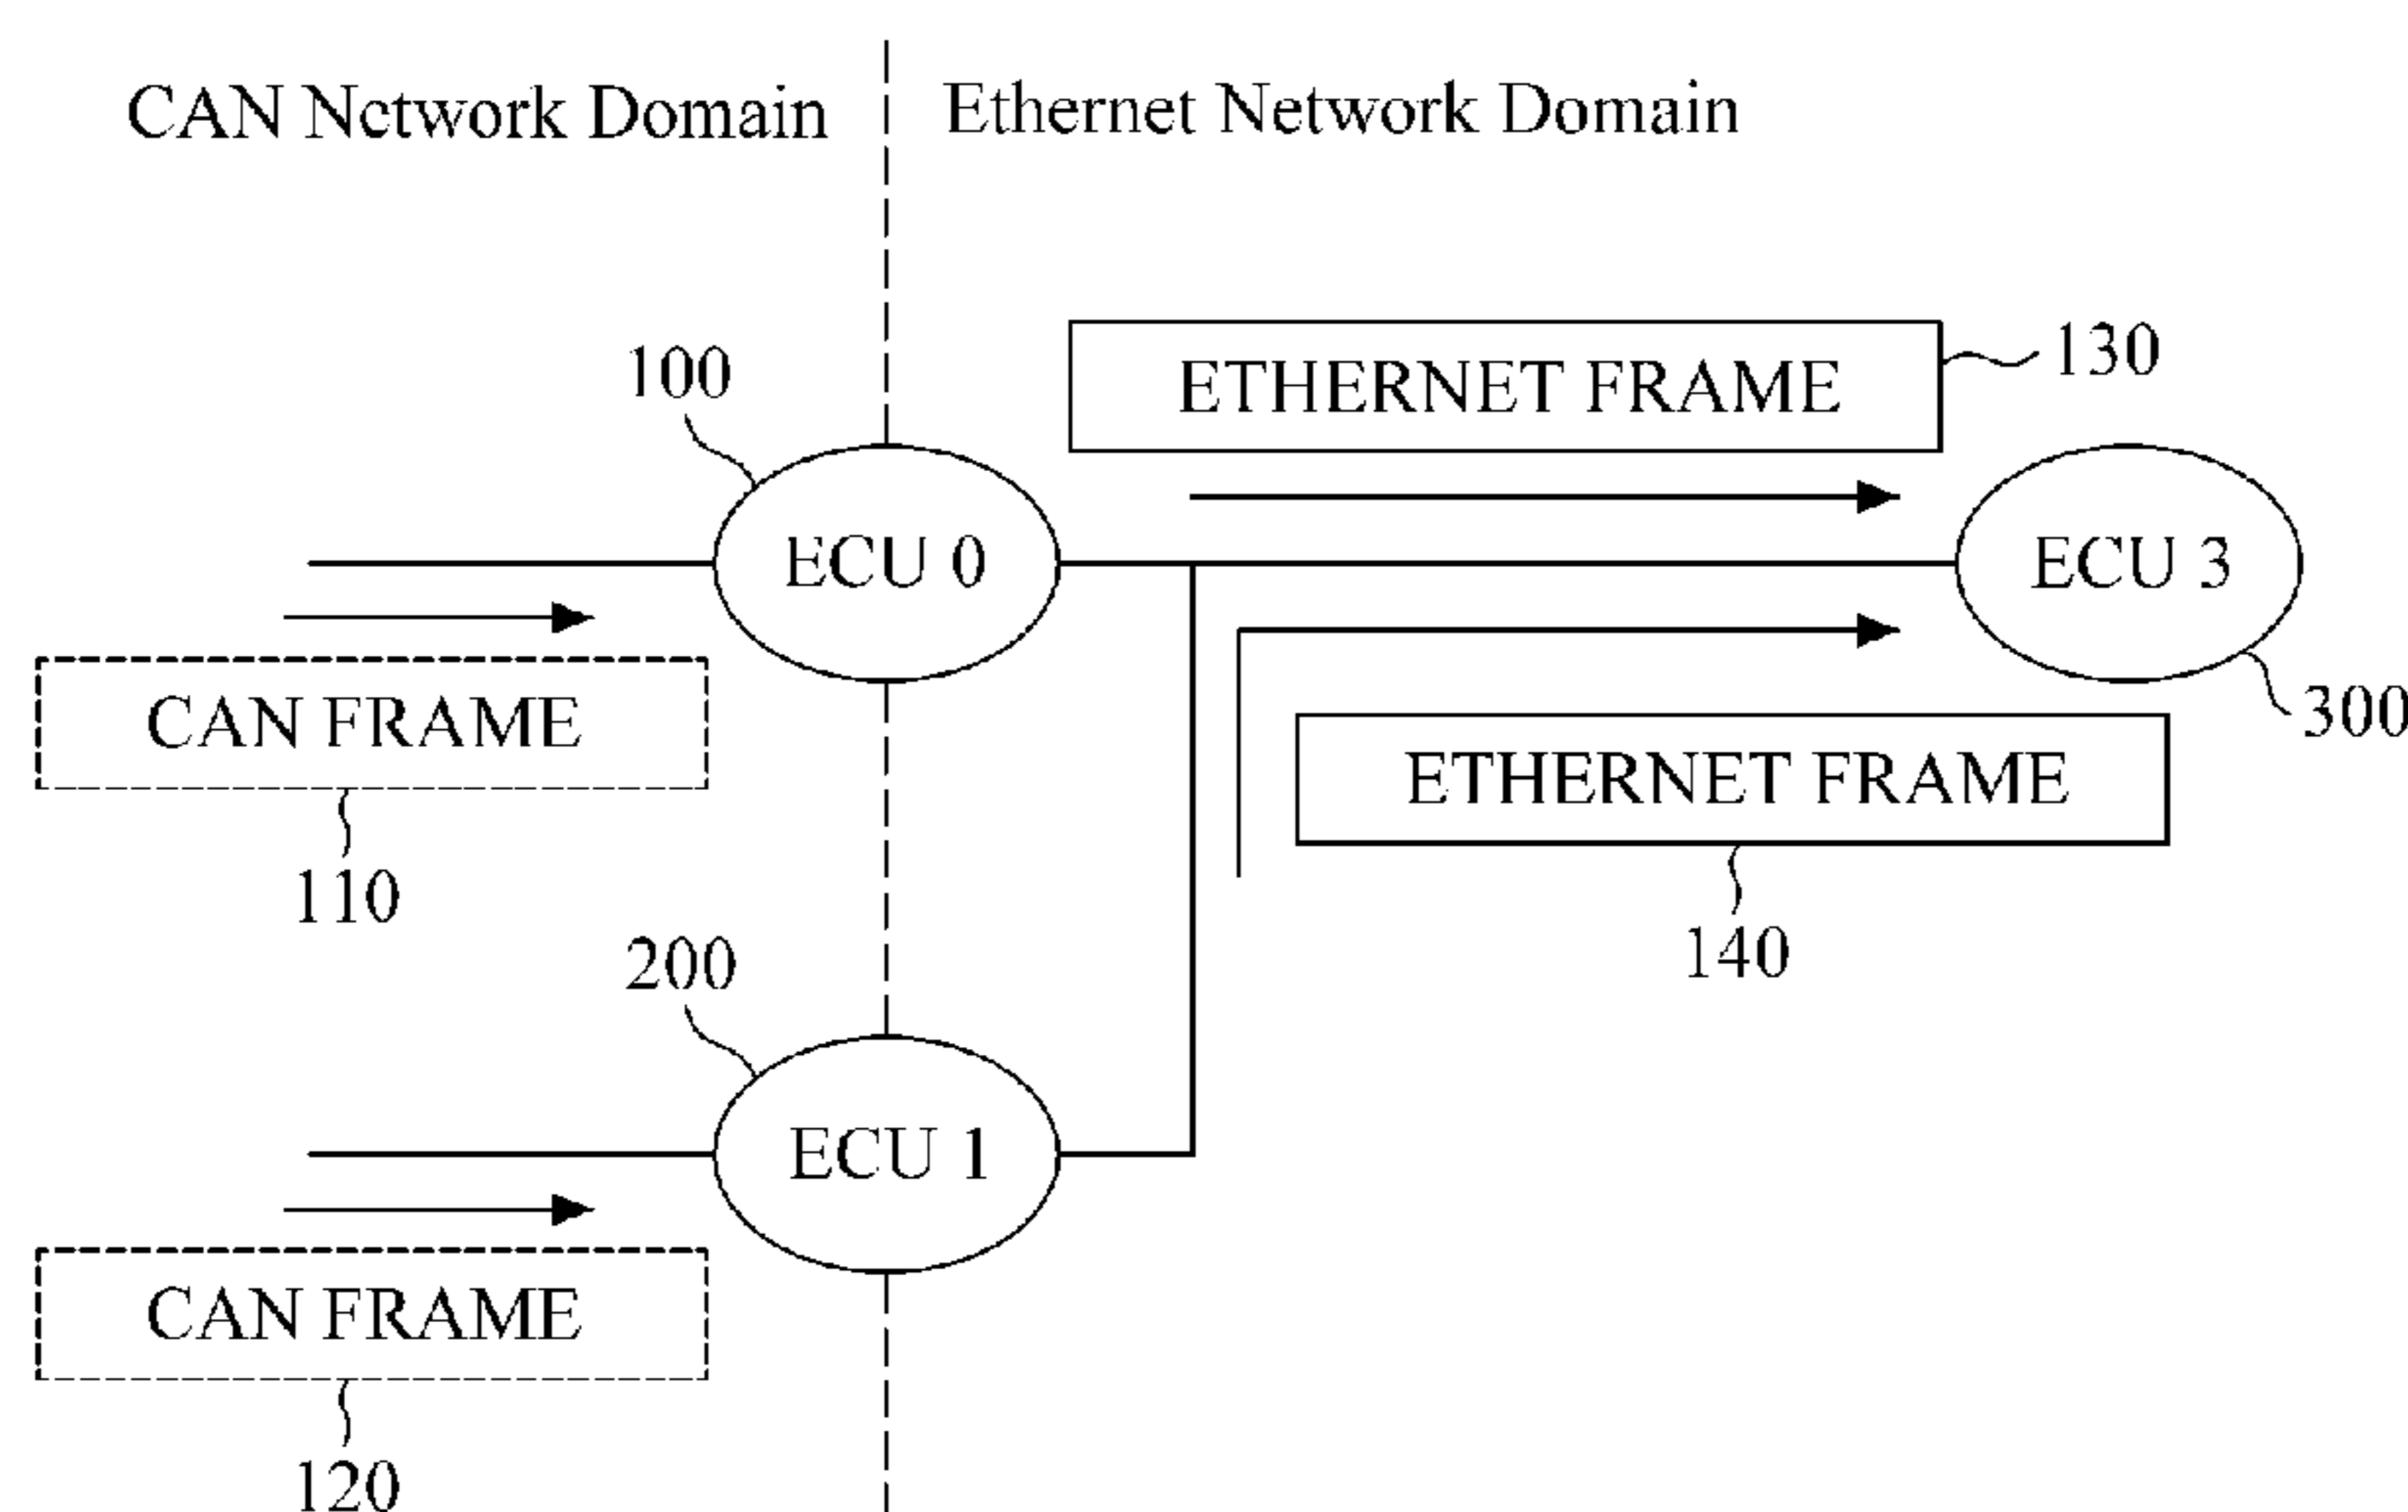 CAN Nctwork Domain
Ethernet Network Domain
100
ETHERNET FRAME
130
ECU 0
ECU 3
CAN FRAME
300
ETHERNET FRAME
110
140
200
ECU 1
CAN FRAME
120